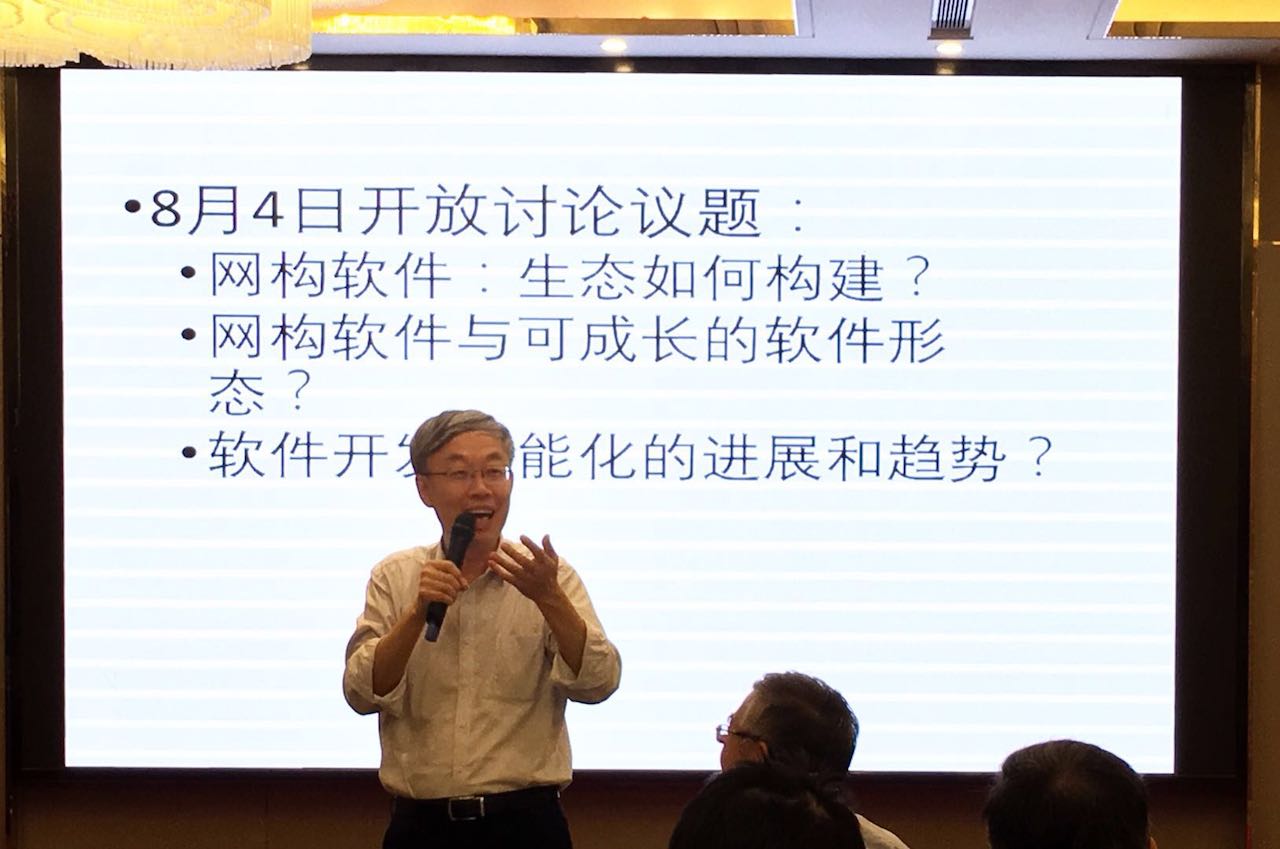 •8月4日开放讨论议题：
•网构软件：生态如何构建？
•网构软件与可成长的软件形
态？
•软件开发 能化的进展和趋势？